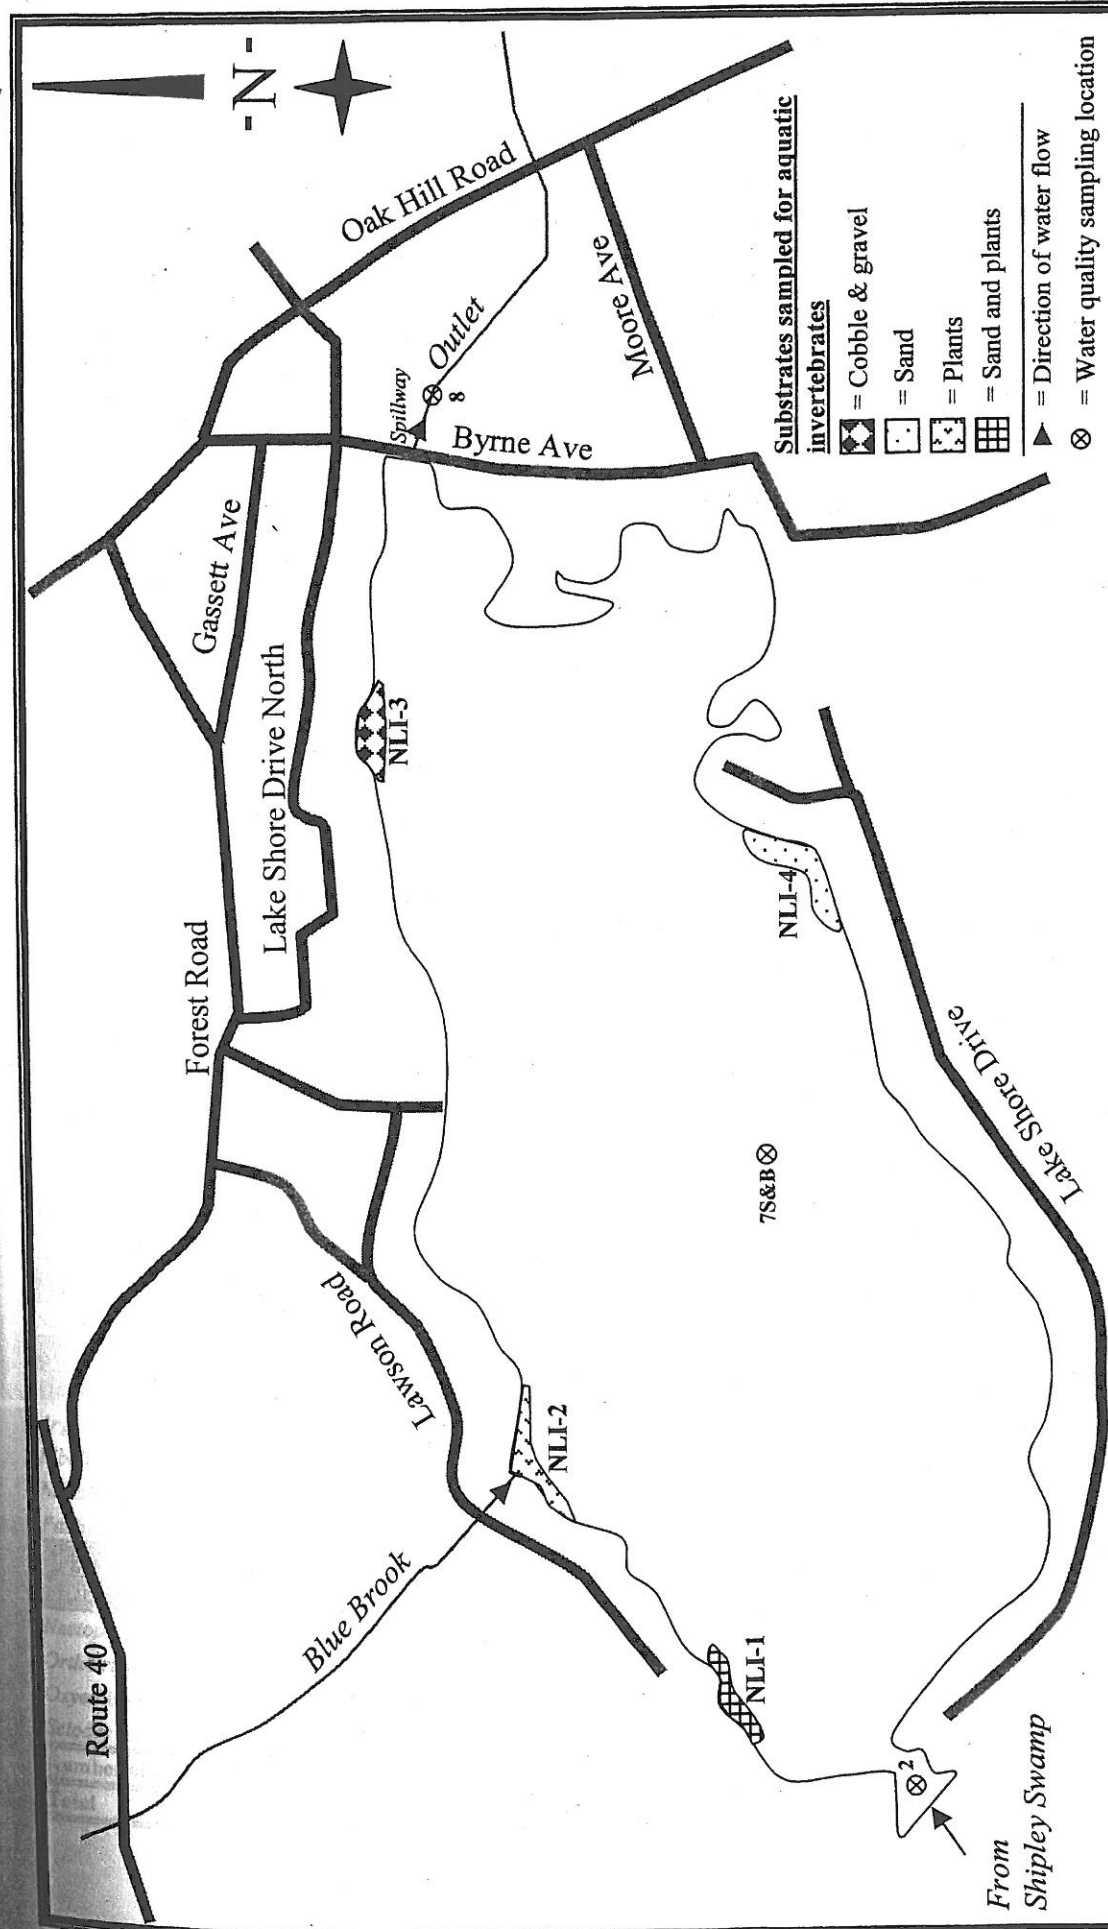 -N-
Route 40
Blue Brook
Lawson Road
Forest Road
Lake Shore Drive North
Gassett Ave
Oak Hill Road
Spillway
Outlet
8
Byrne Ave
Moore Ave
NLI-3
NLI-2
NLI-1
NLI-4
7S&B
2
From
Shipley Swamp
Lake Shore Drive
Substrates sampled for aquatic
invertebrates
= Cobble & gravel
= Sand
= Plants
= Sand and plants
= Direction of water flow
= Water quality sampling location